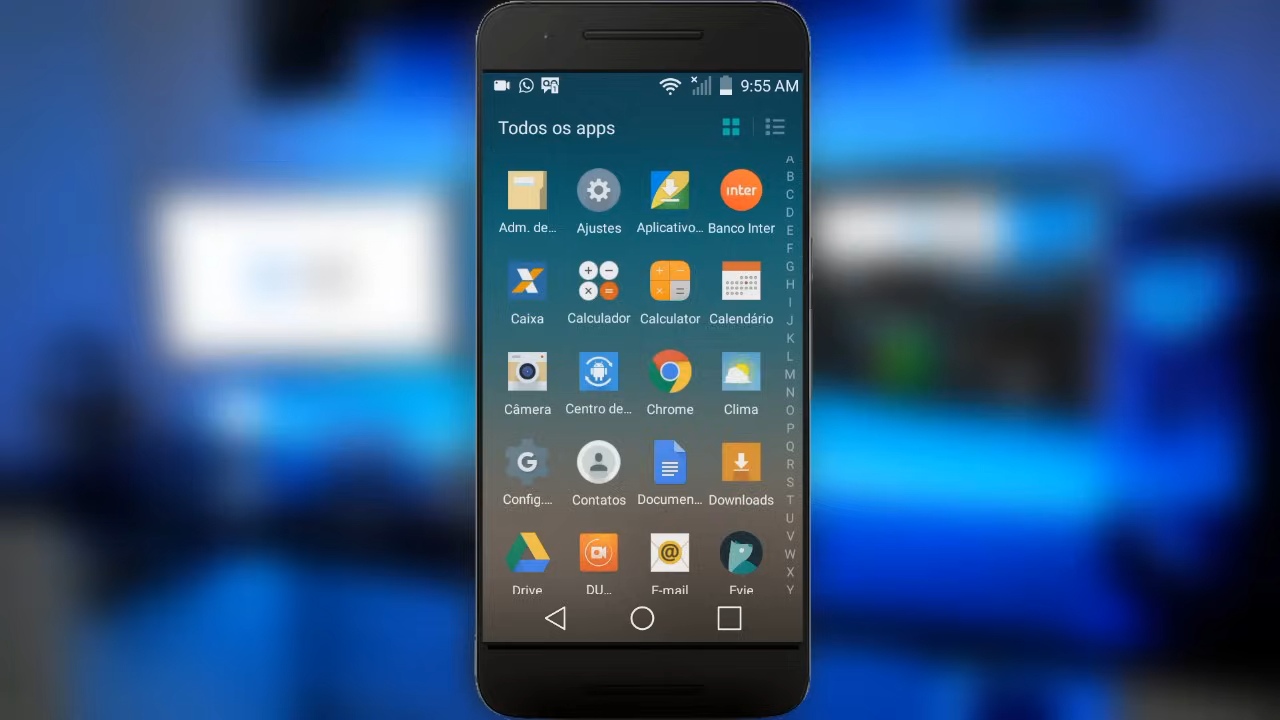 9:55 AM
Todos os apps
A
B
C
D
E
F
G
H
I
J
K
L
M
N
O
P
Q
R
S
T
U
V
W
X
Y
inter
Adm. de... Ajustes Aplicativo... Banco Inter
Caixa Calculador Calculator Calendário
Câmera Centro de... Chrome Clima
G
Config.... Contatos Documen... Downloads
@
Drive DU... E-mail Evie